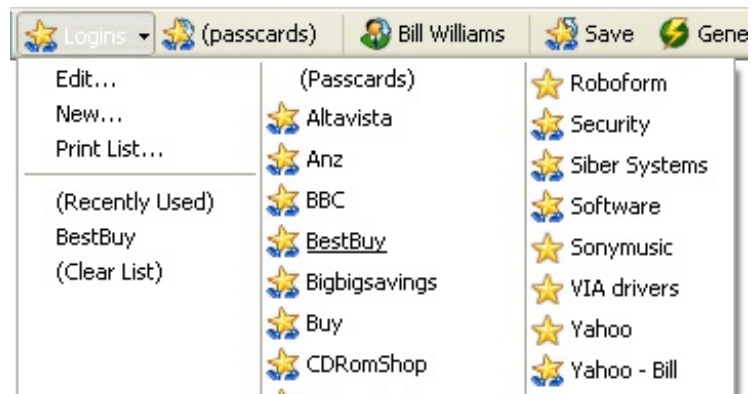 Logins (passcards) Bill Williams Save Gene
Edit...
New...
Print List...
(Recently Used)
BestBuy
(Clear List)
(Passcards)
Altavista
Anz
BBC
BestBuy
Bigbigsavings
Buy
CDRomShop
Roboform
Security
Siber Systems
Software
Sonymusic
VIA drivers
Yahoo
Yahoo - Bill